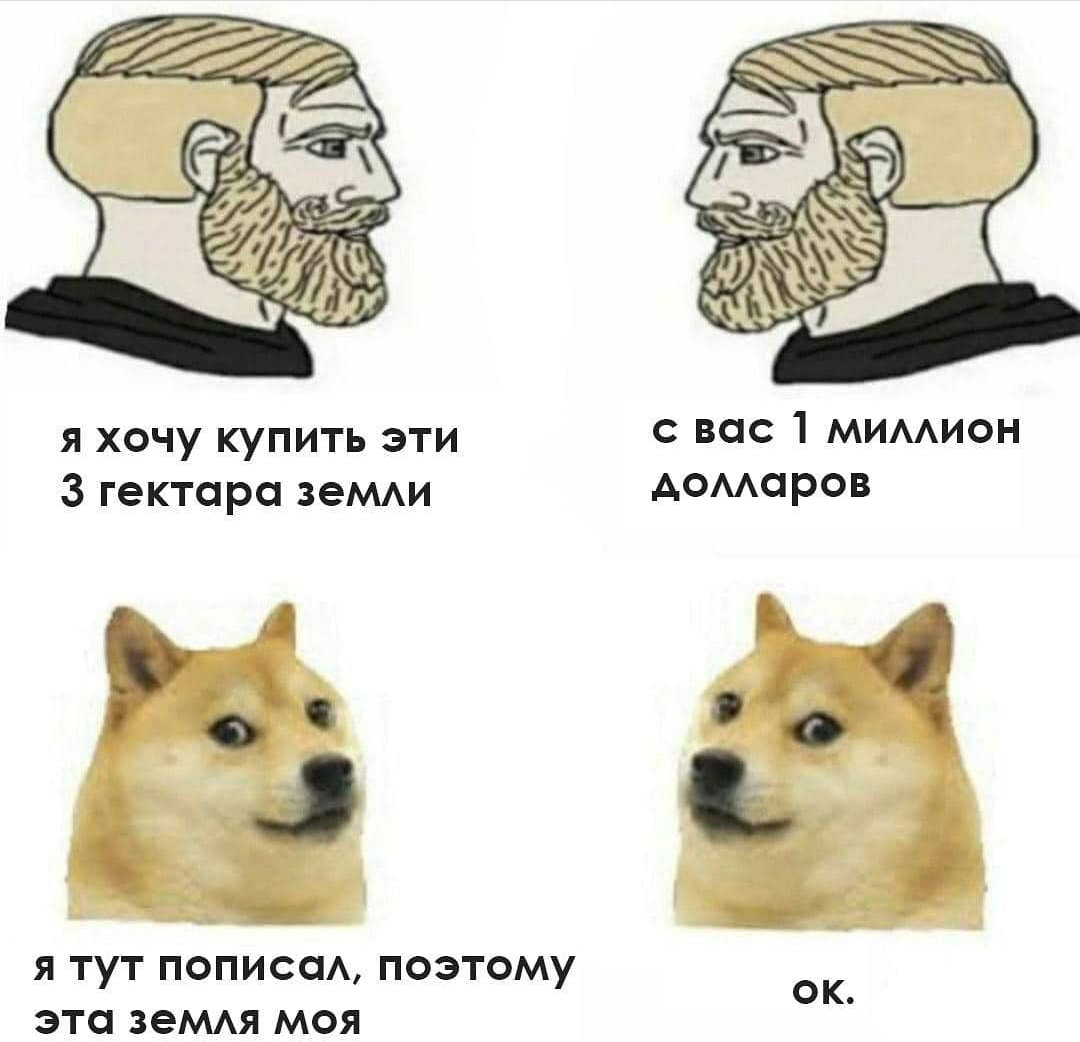 я хочу купить эти
3 гектара земли
с вас 1 миллион
долларов
я тут пописал, поэтому
эта земля моя
ок.